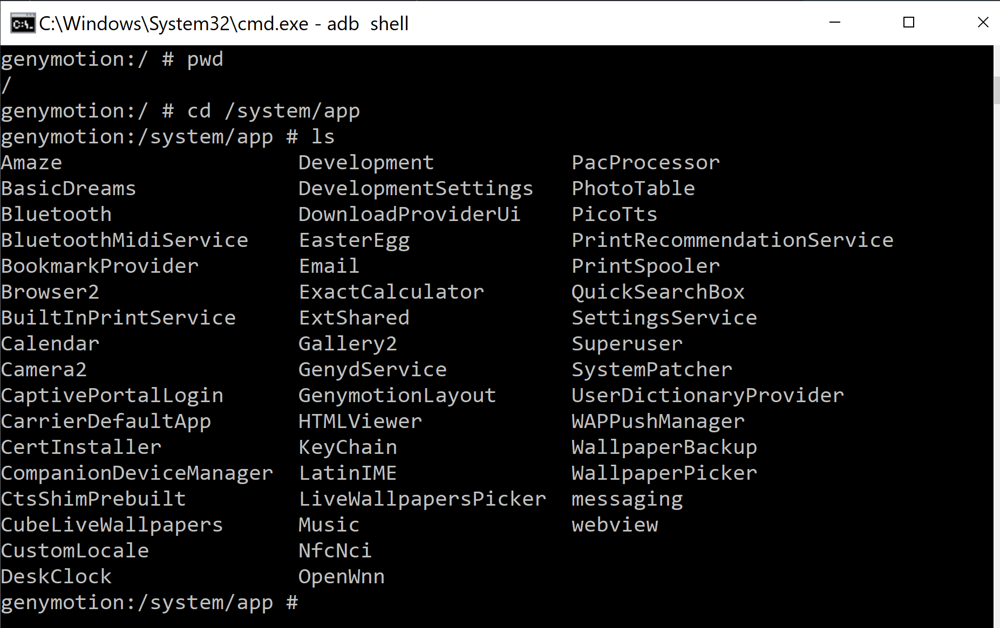 C:\Windows\System32\cmd.exe - adb  shell
genymotion:/ # pwd
/
genymotion:/ # cd /system/app
genymotion:/system/app # ls
Amaze                   Development           PacProcessor
BasicDreams             DevelopmentSettings   PhotoTable
Bluetooth               DownloadProviderUi    PicoTts
BluetoothMidiService    EasterEgg             PrintRecommendationService
BookmarkProvider        Email                 PrintSpooler
Browser2                ExactCalculator       QuickSearchBox
BuiltInPrintService     ExtShared             SettingsService
Calendar                Gallery2              Superuser
Camera2                 GenydService          SystemPatcher
CaptivePortalLogin      GenymotionLayout      UserDictionaryProvider
CarrierDefaultApp       HTMLViewer            WAPPushManager
CertInstaller           KeyChain              WallpaperBackup
CompanionDeviceManager  LatinIME              WallpaperPicker
CtsShimPrebuilt         LiveWallpapersPicker  messaging
CubeLiveWallpapers      Music                 webview
CustomLocale            NfcNci
DeskClock               OpenWnn
genymotion:/system/app #